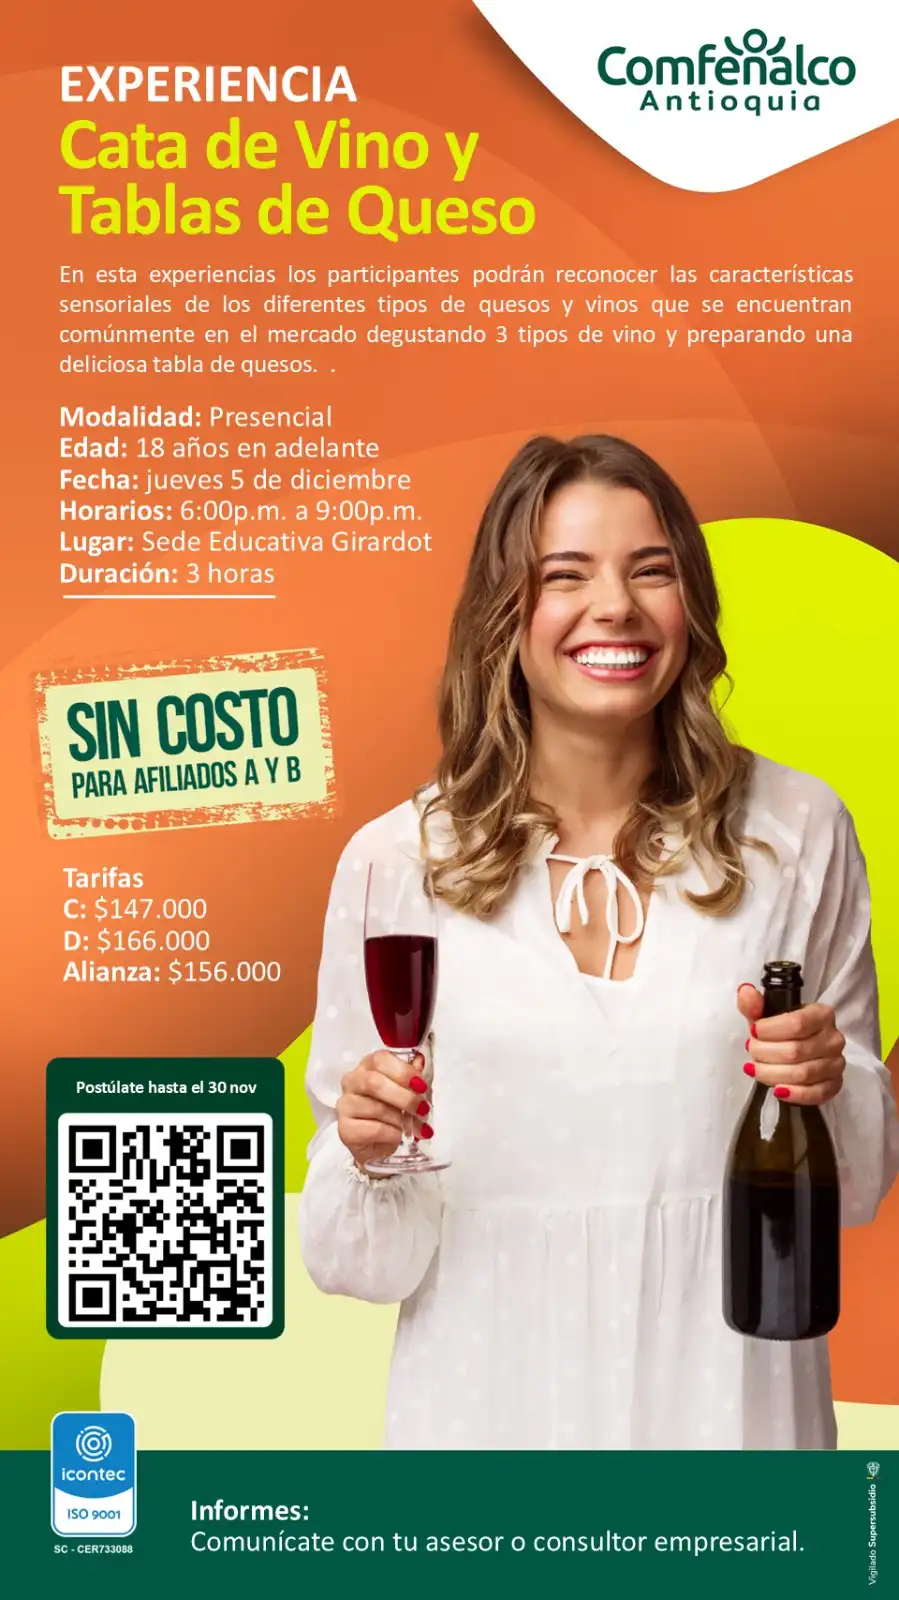 Comfenalco
Antioquia
EXPERIENCIA
Cata de Vino y
Tablas de Queso
En esta experiencias los participantes podrán reconocer las características
sensoriales de los diferentes tipos de quesos y vinos que se encuentran
comúnmente en el mercado degustando 3 tipos de vino y preparando una
deliciosa tabla de quesos. .
Modalidad: Presencial
Edad: 18 años en adelante
Fecha: jueves 5 de diciembre
Horarios: 6:00p.m. a 9:00p.m.
Lugar: Sede Educativa Girardot
Duración: 3 horas
SIN COSTO
PARA AFILIADOS A Y B
Tarifas
C: $147.000
D: $166.000
Alianza: $156.000
Postúlate hasta el 30 nov
icontec
ISO 9001
SC - CER733088
Informes:
Comunícate con tu asesor o consultor empresarial.
Vigilado Supersubsidio